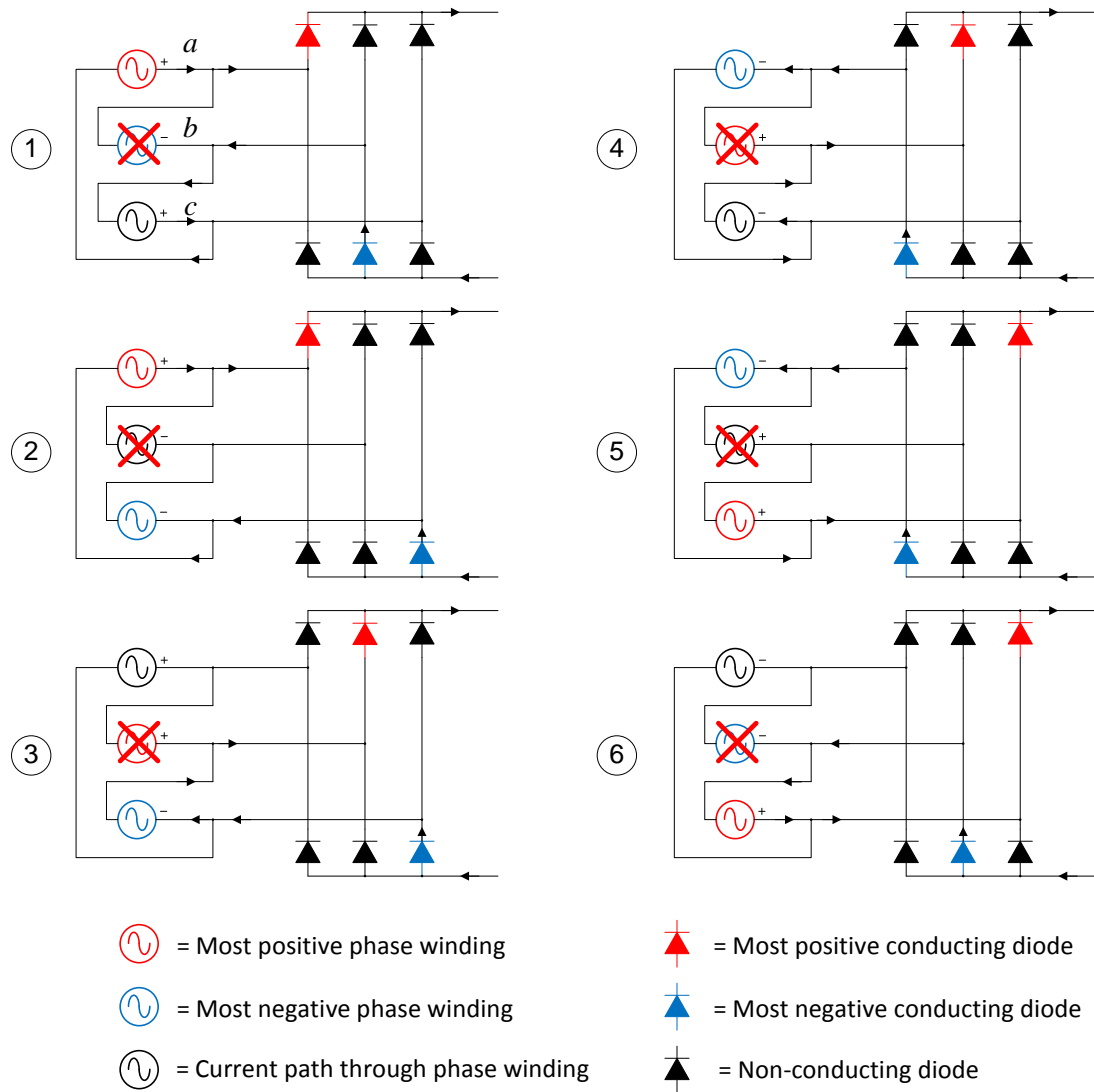 a
+
b
-
1
c
+
-
4
+
-
+
2
-
-
-
5
+
+
+
3
+
-
-
6
-
+
= Most positive phase winding
= Most positive conducting diode
= Most negative phase winding
= Most negative conducting diode
= Current path through phase winding
= Non-conducting diode